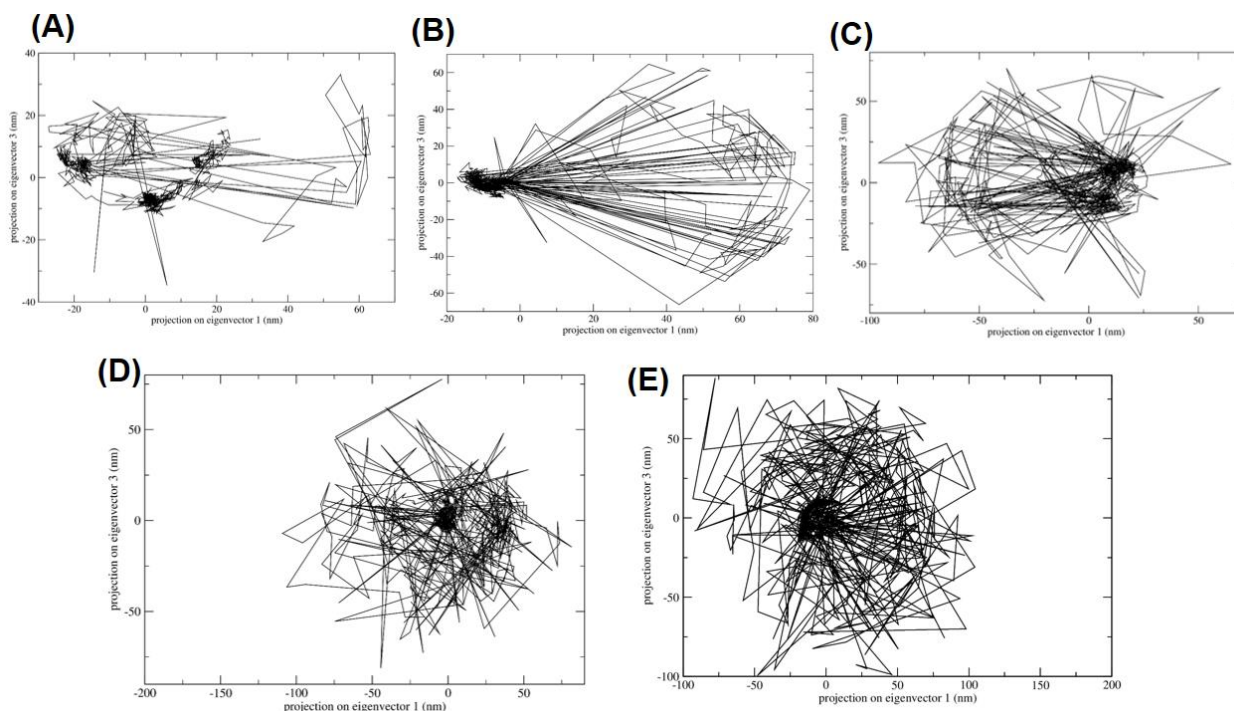 (A)
40
20
0
-20
-40
projection on eigenvector 3 (nm)
-20 0 20 40 60
projection on eigenvector 1 (nm)
(B)
60
40
20
0
-20
-40
-60
projection on eigenvector 3 (nm)
-20 0 20 40 60 80
projection on eigenvector 1 (nm)
(C)
50
0
-50
projection on eigenvector 3 (nm)
-100 -50 0 50
projection on eigenvector 1 (nm)
(D)
50
0
-50
projection on eigenvector 3 (nm)
-200 -150 -100 -50 0 50
projection on eigenvector 1 (nm)
(E)
50
0
-50
-100
projection on eigenvector 3 (nm)
-100 -50 0 50 100 150 200
projection on eigenvector 1 (nm)